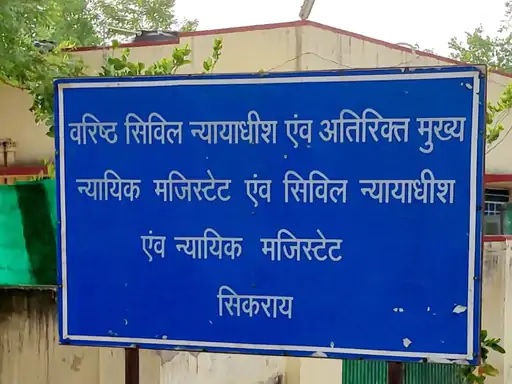 वरिष्ठ सिविल न्यायाधीश एंव अतिरिक्त मुख्य
न्यायिक मजिस्टेट एंव सिविल न्यायाधीश
एंव न्यायिक मजिस्टेट
सिकराय